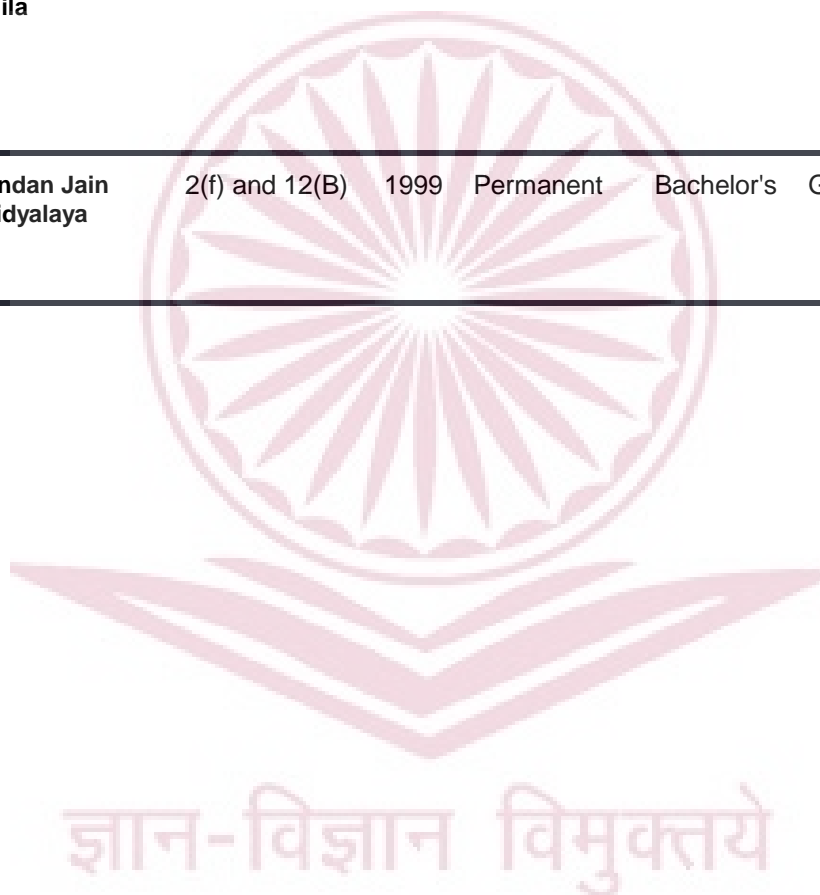 ila
ndan Jain 2(f) and 12(B) 1999 Permanent Bachelor's G
idyalaya
ज्ञान-विज्ञान विमुक्तये